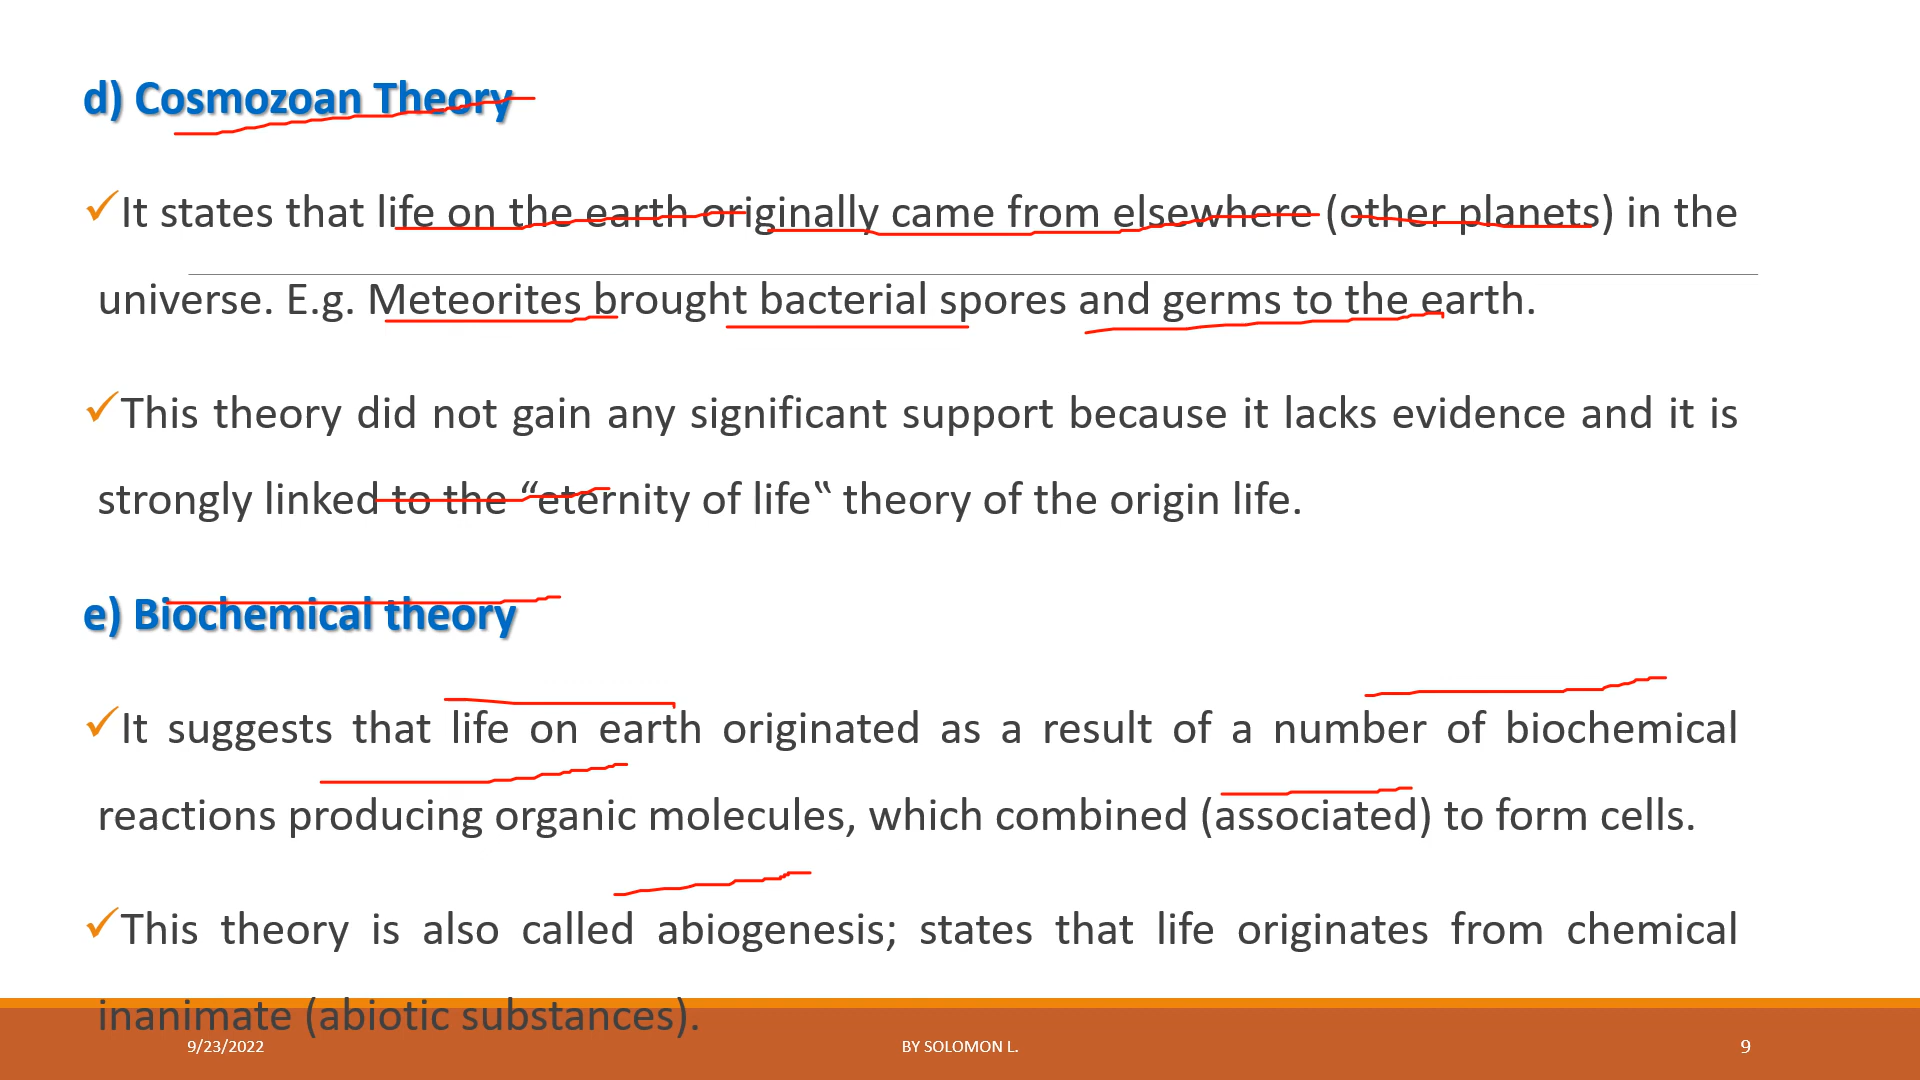 d) Cosmozoan Theory
✓It states that life on the earth originally came from elsewhere (other planets) in the
universe. E.g. Meteorites brought bacterial spores and germs to the earth.
✓This theory did not gain any significant support because it lacks evidence and it is
strongly linked to the “eternity of life‟ theory of the origin life.
e) Biochemical theory
✓It suggests that life on earth originated as a result of a number of biochemical
reactions producing organic molecules, which combined (associated) to form cells.
✓This theory is also called abiogenesis; states that life originates from chemical
inanimate (abiotic substances).
9/23/2022 BY SOLOMON L. 9